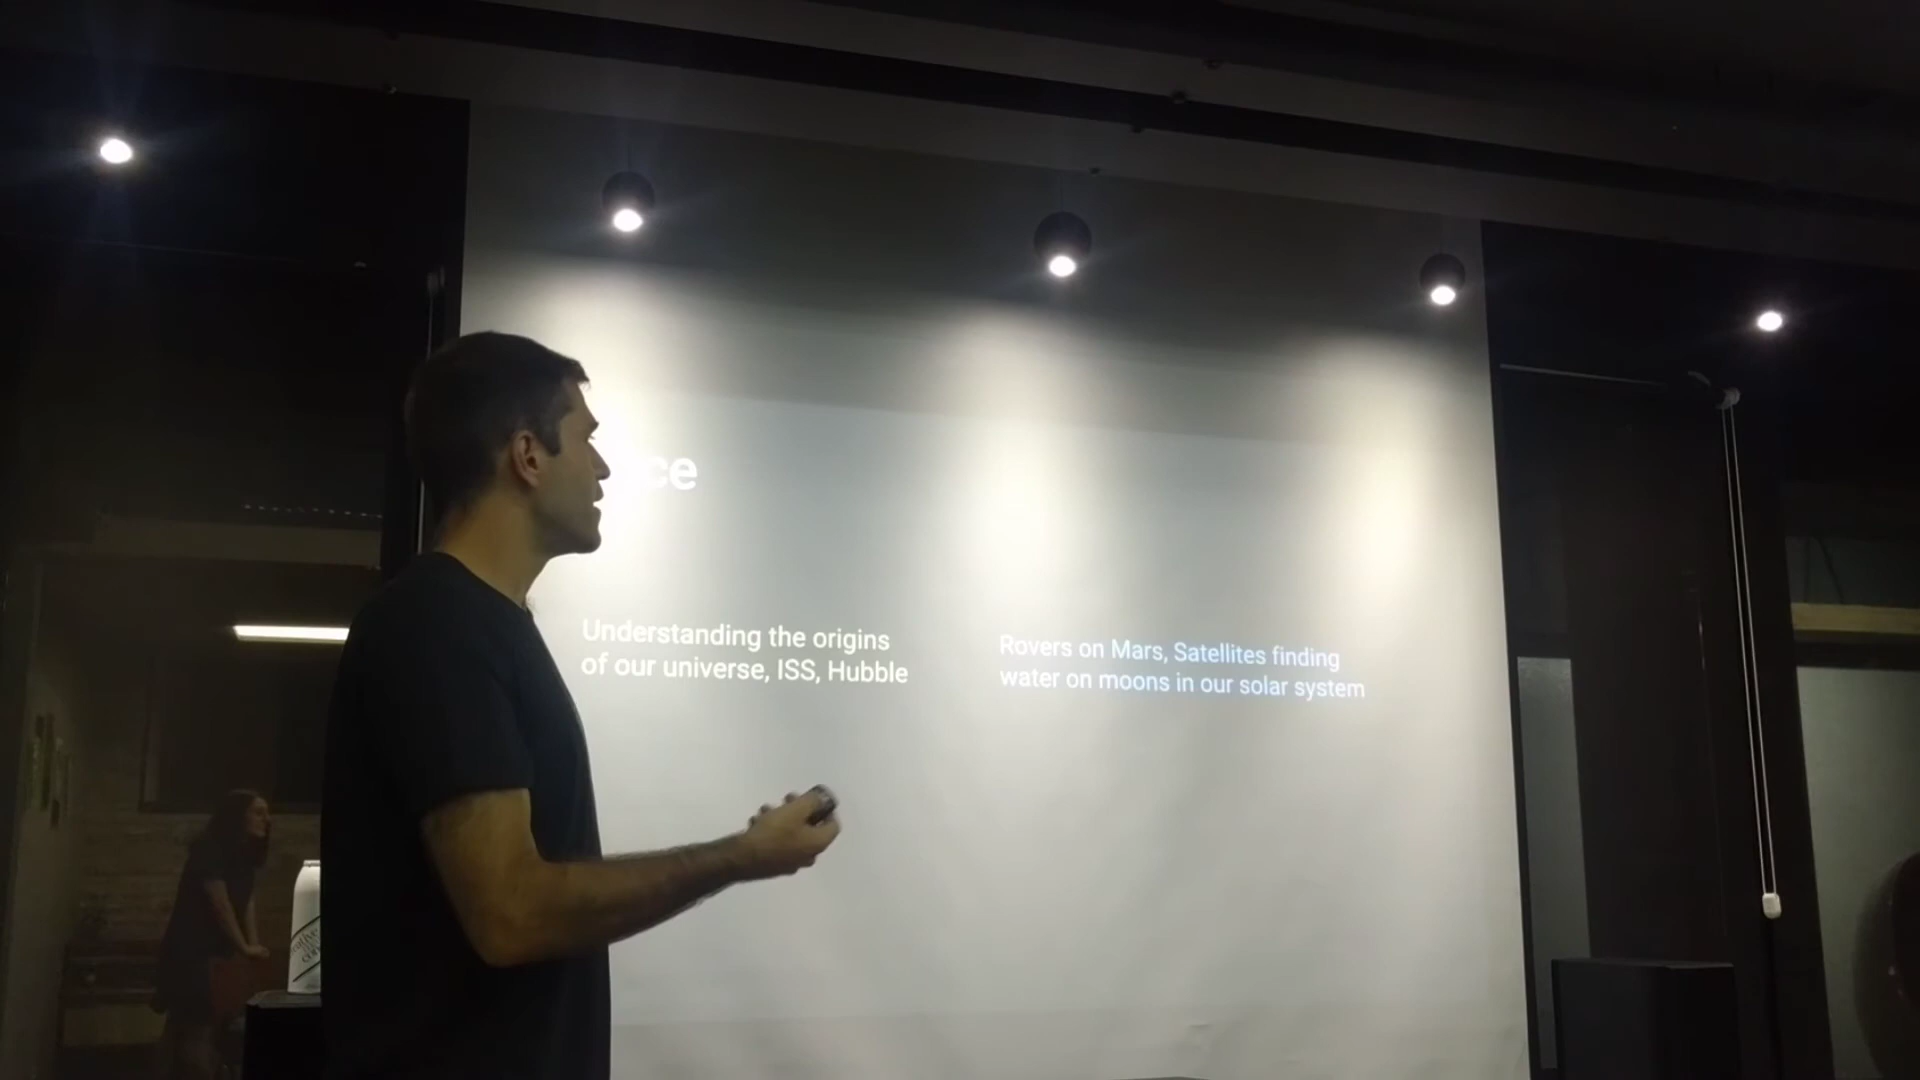 ce
Understanding the origins
of our universe, ISS, Hubble
Rovers on Mars, Satellites finding
water on moons in our solar system